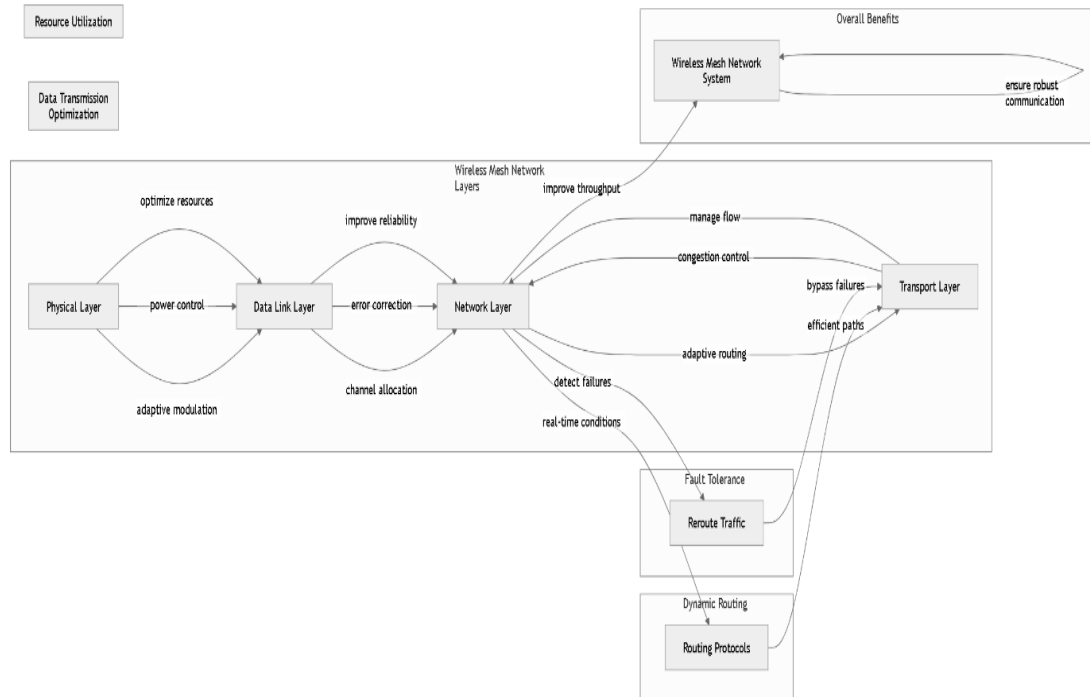 Resource Utilization
Overall Benefits
Wireless Mesh Network
System
ensure robust
communication
Data Transmission
Optimization
Wireless Mesh Network
Layers
improve throughput
optimize resources
improve reliability
manage flow
congestion control
Physical Layer
power control
Data Link Layer
error correction
Network Layer
bypass failures
Transport Layer
efficient paths
adaptive routing
adaptive modulation
channel allocation
detect failures
real-time conditions
Fault Tolerance
Reroute Traffic
Dynamic Routing
Routing Protocols